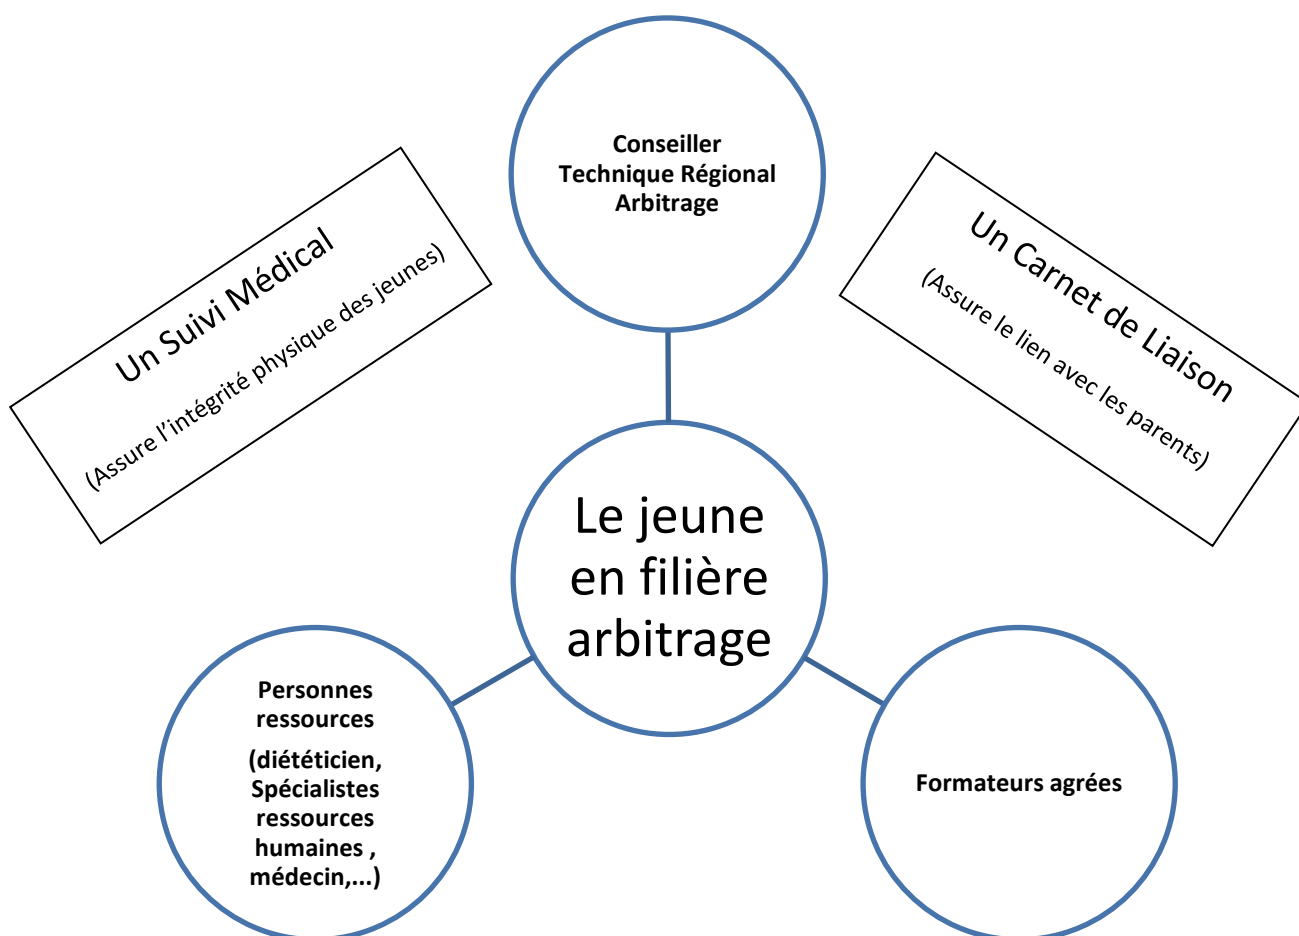 Conseiller
Technique Régional
Arbitrage
Un Suivi Médical
(Assure l'intégrité physique des jeunes)
Un Carnet de Liaison
(Assure le lien avec les parents)
Le jeune
en filière
arbitrage
Personnes
ressources
(diététicien,
Spécialistes
ressources
humaines ,
médecin,...)
Formateurs agrées